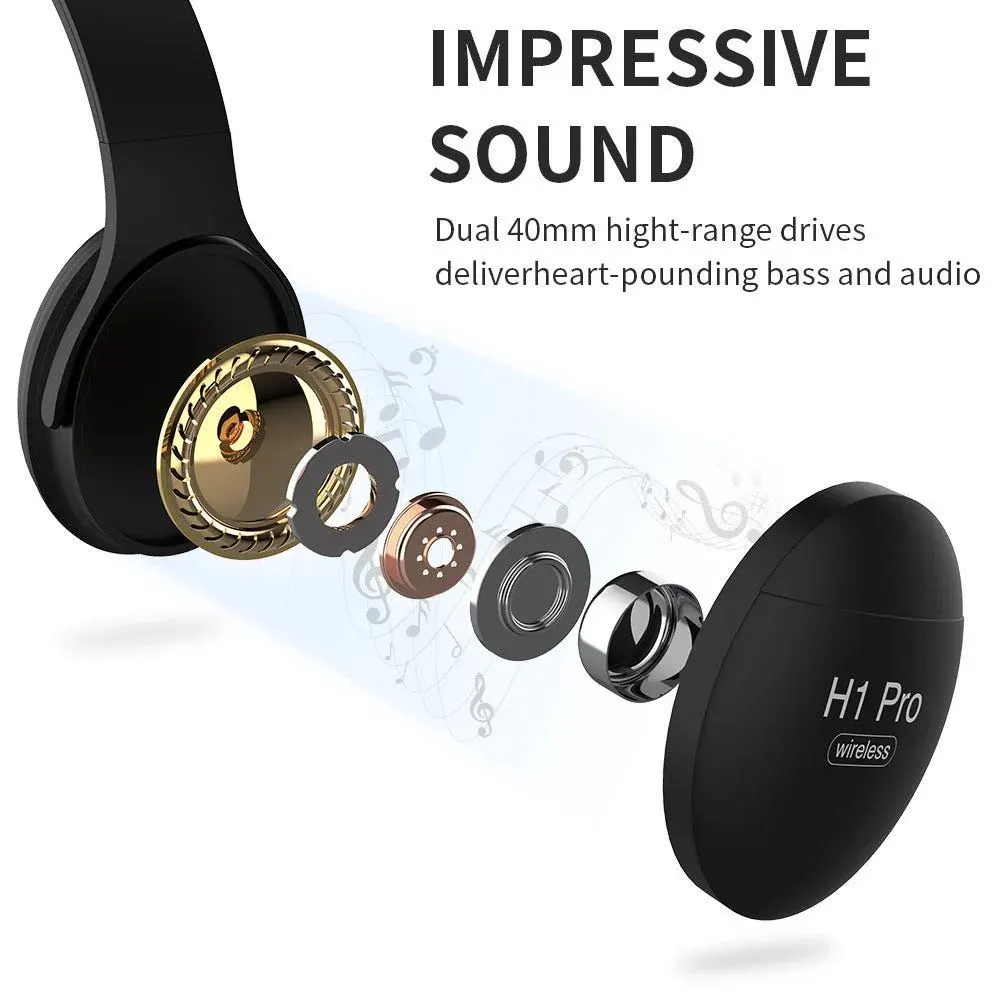 IMPRESSIVE
SOUND
Dual 40mm hight-range drives
deliverheart-pounding bass and audio
H1 Pro
wireless